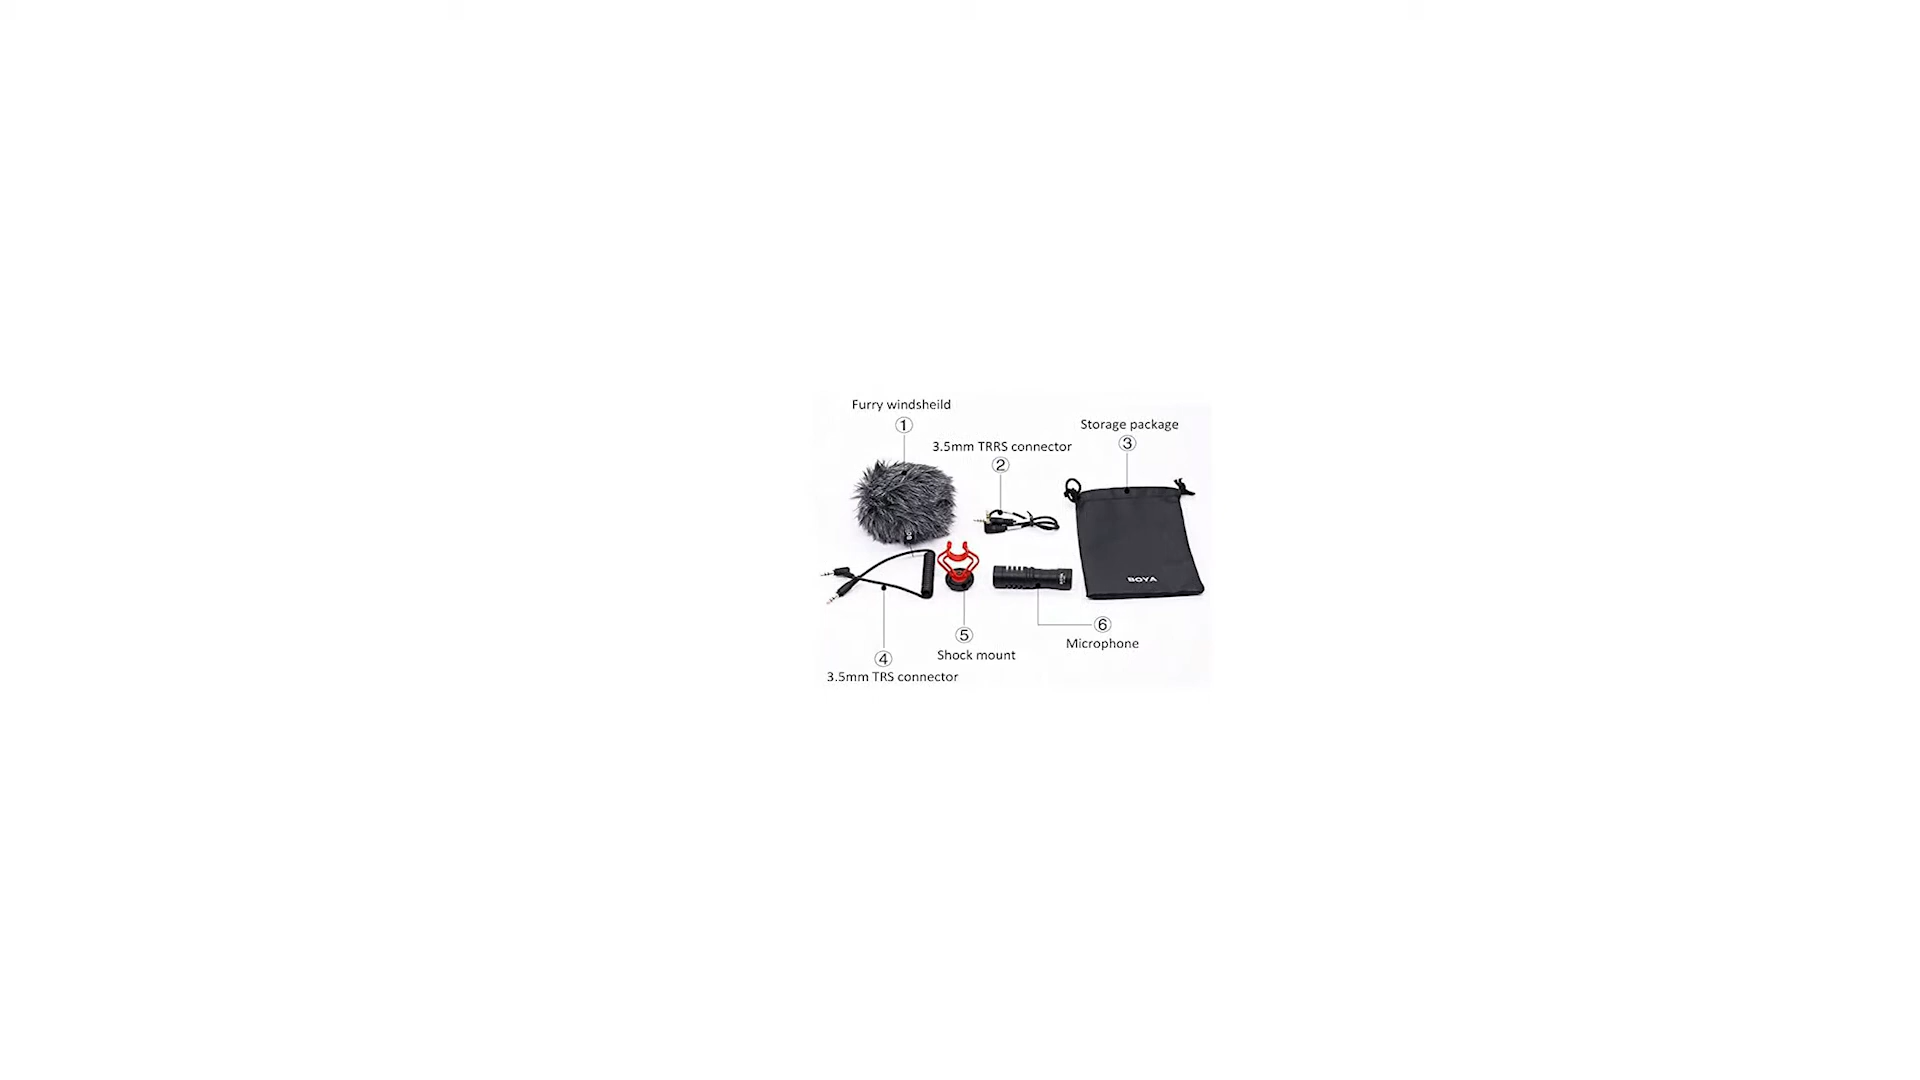 Furry windsheild
1
3.5mm TRRS connector
2
Storage package
3
BOYA
4
3.5mm TRS connector
5
Shock mount
6
Microphone